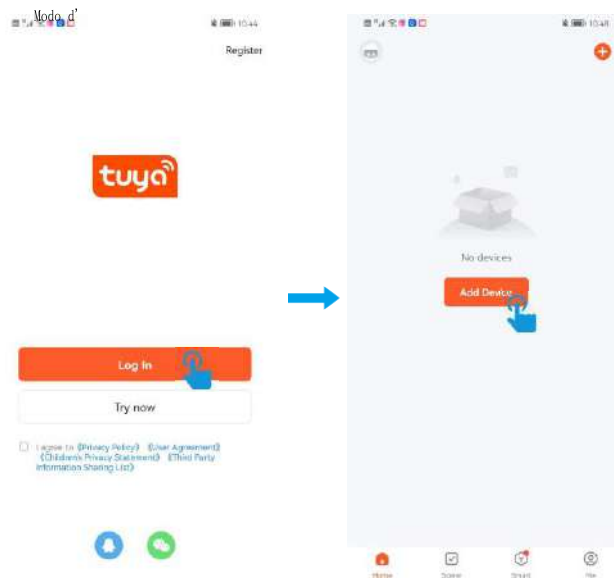 Modo d'
10:44
Register
tuya
Log In
Try now
I agree to 《Privacy Policy》 《User Agreement》
《Children's Privacy Statement》 《Third Party
Information Sharing List》
10:48
No devices
Add Device
Home
Scene
Smart
Me